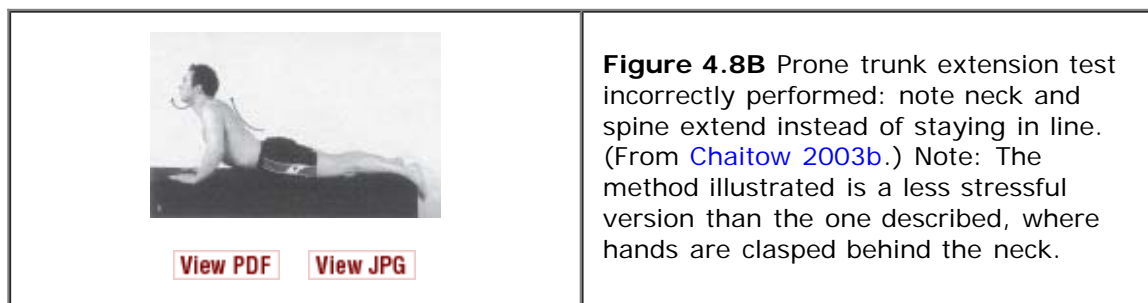 Figure 4.8B Prone trunk extension test
incorrectly performed: note neck and
spine extend instead of staying in line.
(From Chaitow 2003b.) Note: The
method illustrated is a less stressful
version than the one described, where
hands are clasped behind the neck.
View PDF View JPG